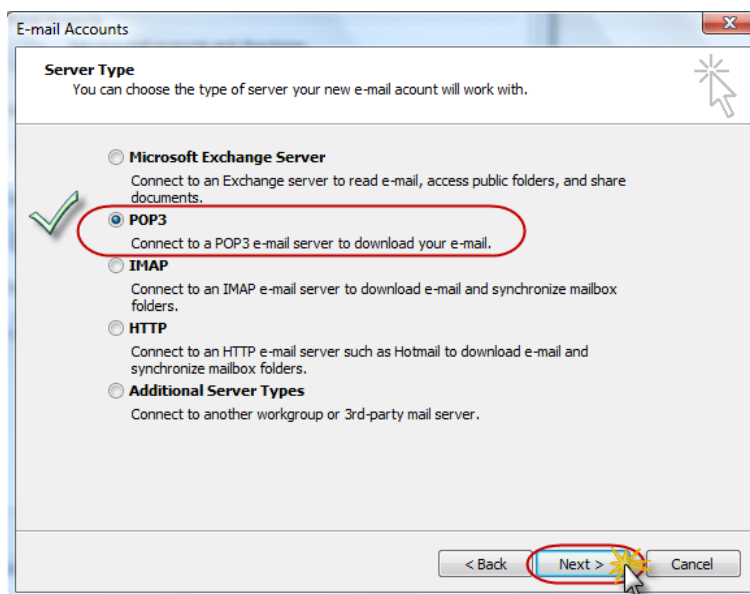 E-mail Accounts
Server Type
You can choose the type of server your new e-mail acount will work with.
Microsoft Exchange Server
Connect to an Exchange server to read e-mail, access public folders, and share
documents.
POP3
Connect to a POP3 e-mail server to download your e-mail.
IMAP
Connect to an IMAP e-mail server to download e-mail and synchronize mailbox
folders.
HTTP
Connect to an HTTP e-mail server such as Hotmail to download e-mail and
synchronize mailbox folders.
Additional Server Types
Connect to another workgroup or 3rd-party mail server.
< Back Next > Cancel